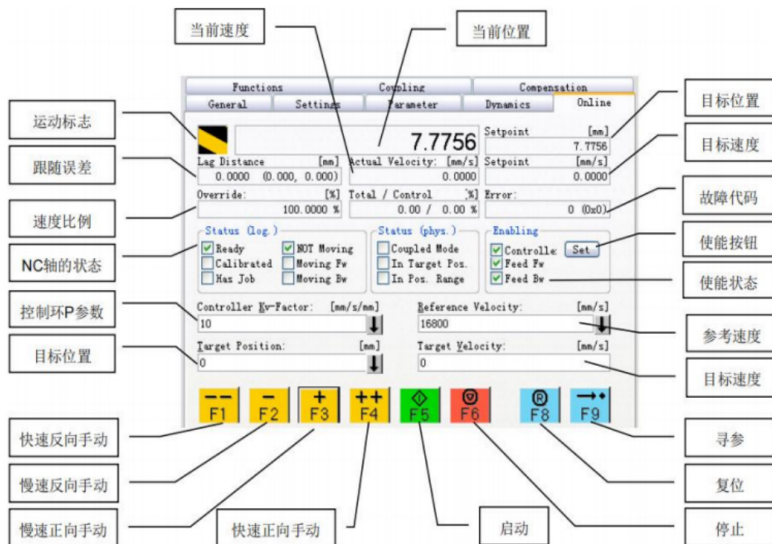 当前速度
当前位置
Functions
Coupling
Compensation
General
Settings
Parameter
Dynamics
Online
目标位置
运动标志
7.7756
Setpoint [mm]
7.7756
目标速度
跟随误差
Lag Distance [mm]
Actual Velocity: [mm/s]
Setpoint [mm/s]
0.0000 (0.000, 0.000)
0.0000
0.0000
故障代码
速度比例
Override: [%]
Total / Control %]
Error:
100.0000 %
0.00 / 0.00 %
0 (0x0)
Status (log.)
Status (phys.)
Enabling
使能按钮
NC轴的状态
Ready
NOT Moving
Coupled Mode
Controlle:
Set
Calibrated
Moving Fw
In Target Pos.
Feed Fw
Has Job
Moving Bw
In Pos. Range
Feed Bw
使能状态
控制环P参数
Controller Kv-Factor: [mm/s/mm]
Reference Velocity: [mm/s]
10
16800
参考速度
目标位置
Target Position: [mm]
Target Velocity: [mm/s]
0
0
目标速度
-- F1
- F2
+ F3
++ F4
F5
F6
R F8
F9
快速反向手动
寻参
慢速反向手动
复位
慢速正向手动
快速正向手动
启动
停止